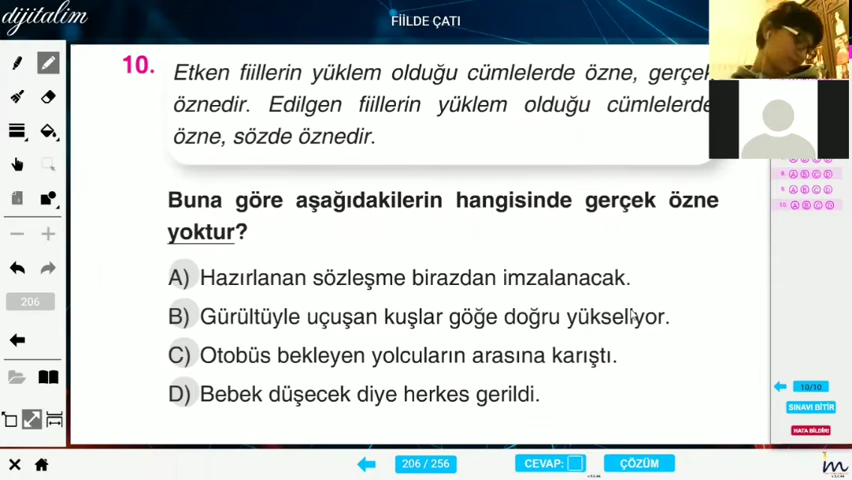 dijitalim
FİİLDE ÇATI
10.
Etken fiillerin yüklem olduğu cümlelerde özne, gerçek
öznedir. Edilgen fiillerin yüklem olduğu cümlelerde
özne, sözde öznedir.
Buna göre aşağıdakilerin hangisinde gerçek özne
yoktur?
A) Hazırlanan sözleşme birazdan imzalanacak.
B) Gürültüyle uçuşan kuşlar göğe doğru yükseliyor.
C) Otobüs bekleyen yolcuların arasına karıştı.
D) Bebek düşecek diye herkes gerildi.
206
8. A B C D
9. A B C D
10. A B C D
10/10
SINAVI BİTİR
HATA BİLDİR!
206 / 256
CEVAP:
ÇÖZÜM